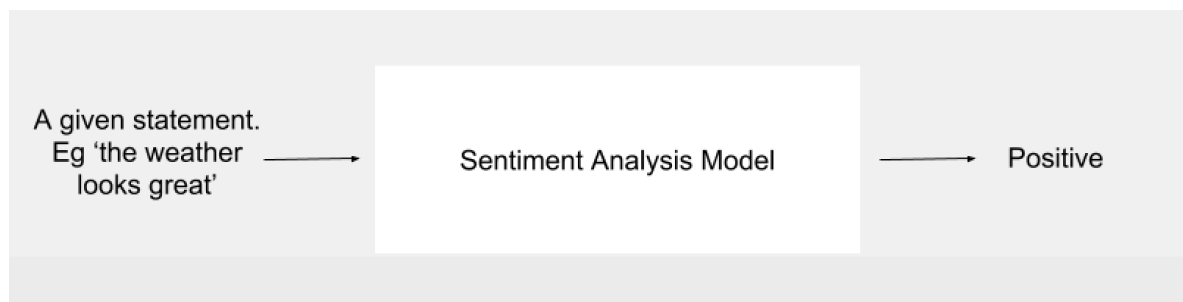 A given statement.
Eg ‘the weather
looks great’
Sentiment Analysis Model
Positive